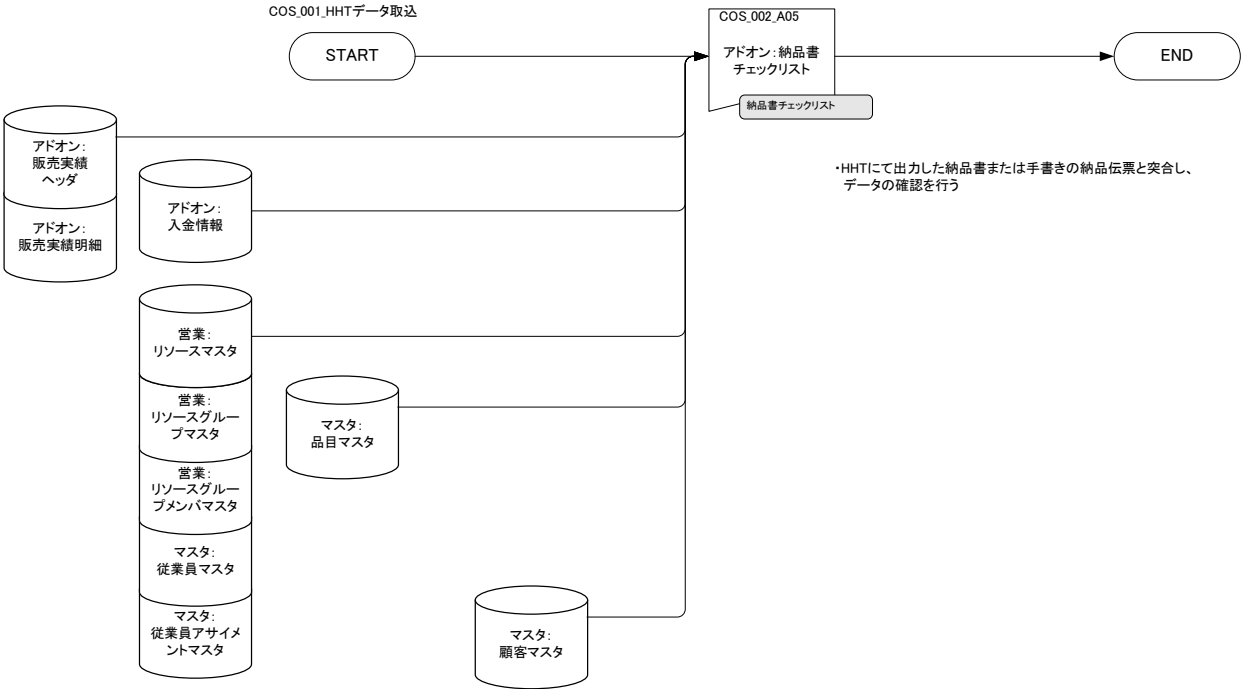 COS_001_HHTデータ取込
START
COS_002_A05
アドオン：納品書
チェックリスト
納品書チェックリスト
END
アドオン：
販売実績
ヘッダ
アドオン：
販売実績明細
アドオン：
入金情報
・HHTにて出力した納品書または手書きの納品伝票と突合し、
データの確認を行う
営業：
リソースマスタ
営業：
リソースグルー
プマスタ
営業：
リソースグルー
プメンバマスタ
マスタ：
従業員マスタ
マスタ：
従業員アサイメ
ントマスタ
マスタ：
品目マスタ
マスタ：
顧客マスタ